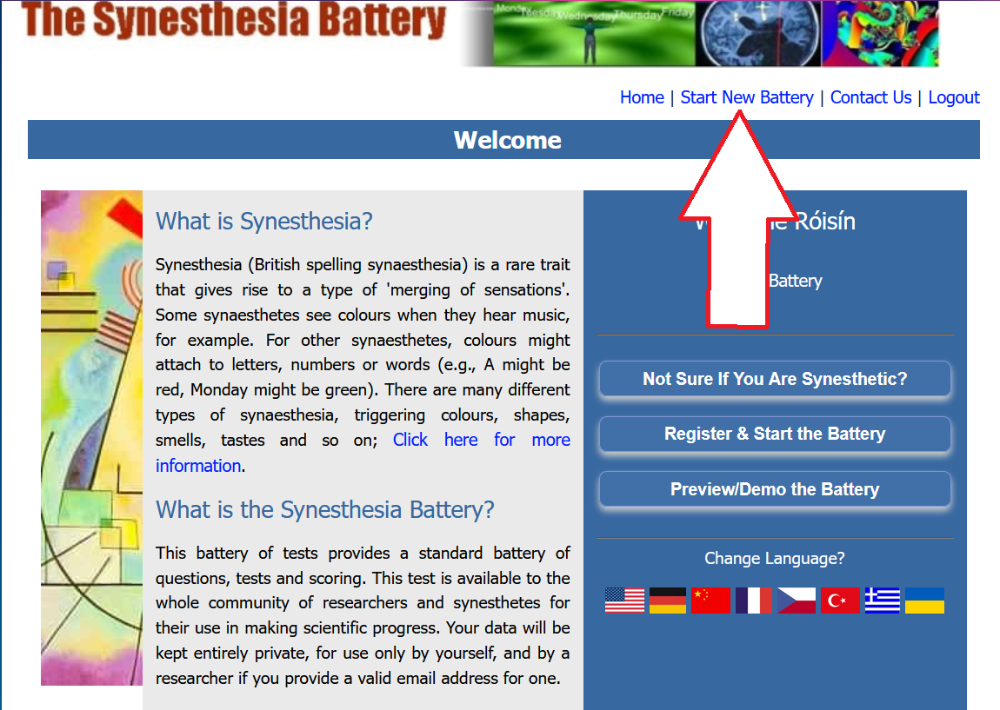 The Synesthesia Battery
Monday Tuesday Wednesday Thursday Friday
Home | Start New Battery | Contact Us | Logout
Welcome
What is Synesthesia?
Synesthesia (British spelling synaesthesia) is a rare trait
that gives rise to a type of 'merging of sensations'.
Some synaesthetes see colours when they hear music,
for example. For other synaesthetes, colours might
attach to letters, numbers or words (e.g., A might be
red, Monday might be green). There are many different
types of synaesthesia, triggering colours, shapes,
smells, tastes and so on; Click here for more
information.
What is the Synesthesia Battery?
This battery of tests provides a standard battery of
questions, tests and scoring. This test is available to the
whole community of researchers and synesthetes for
their use in making scientific progress. Your data will be
kept entirely private, for use only by yourself, and by a
researcher if you provide a valid email address for one.
Róisín
Battery
Not Sure If You Are Synesthetic?
Register & Start the Battery
Preview/Demo the Battery
Change Language?